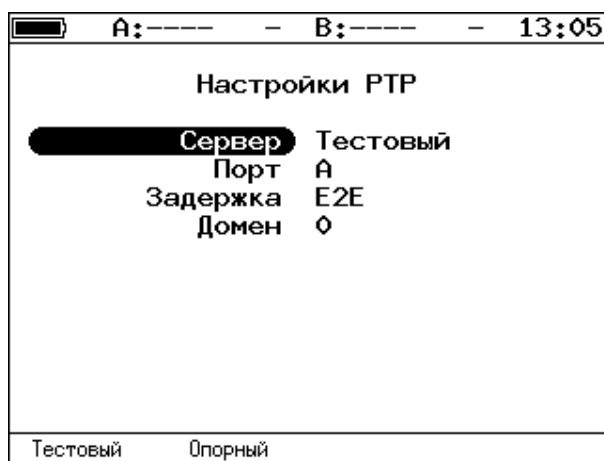 A:---- - B:---- - 13:05
Настройки PTP
Сервер Тестовый
Порт A
Задержка E2E
Домен 0
Тестовый Опорный